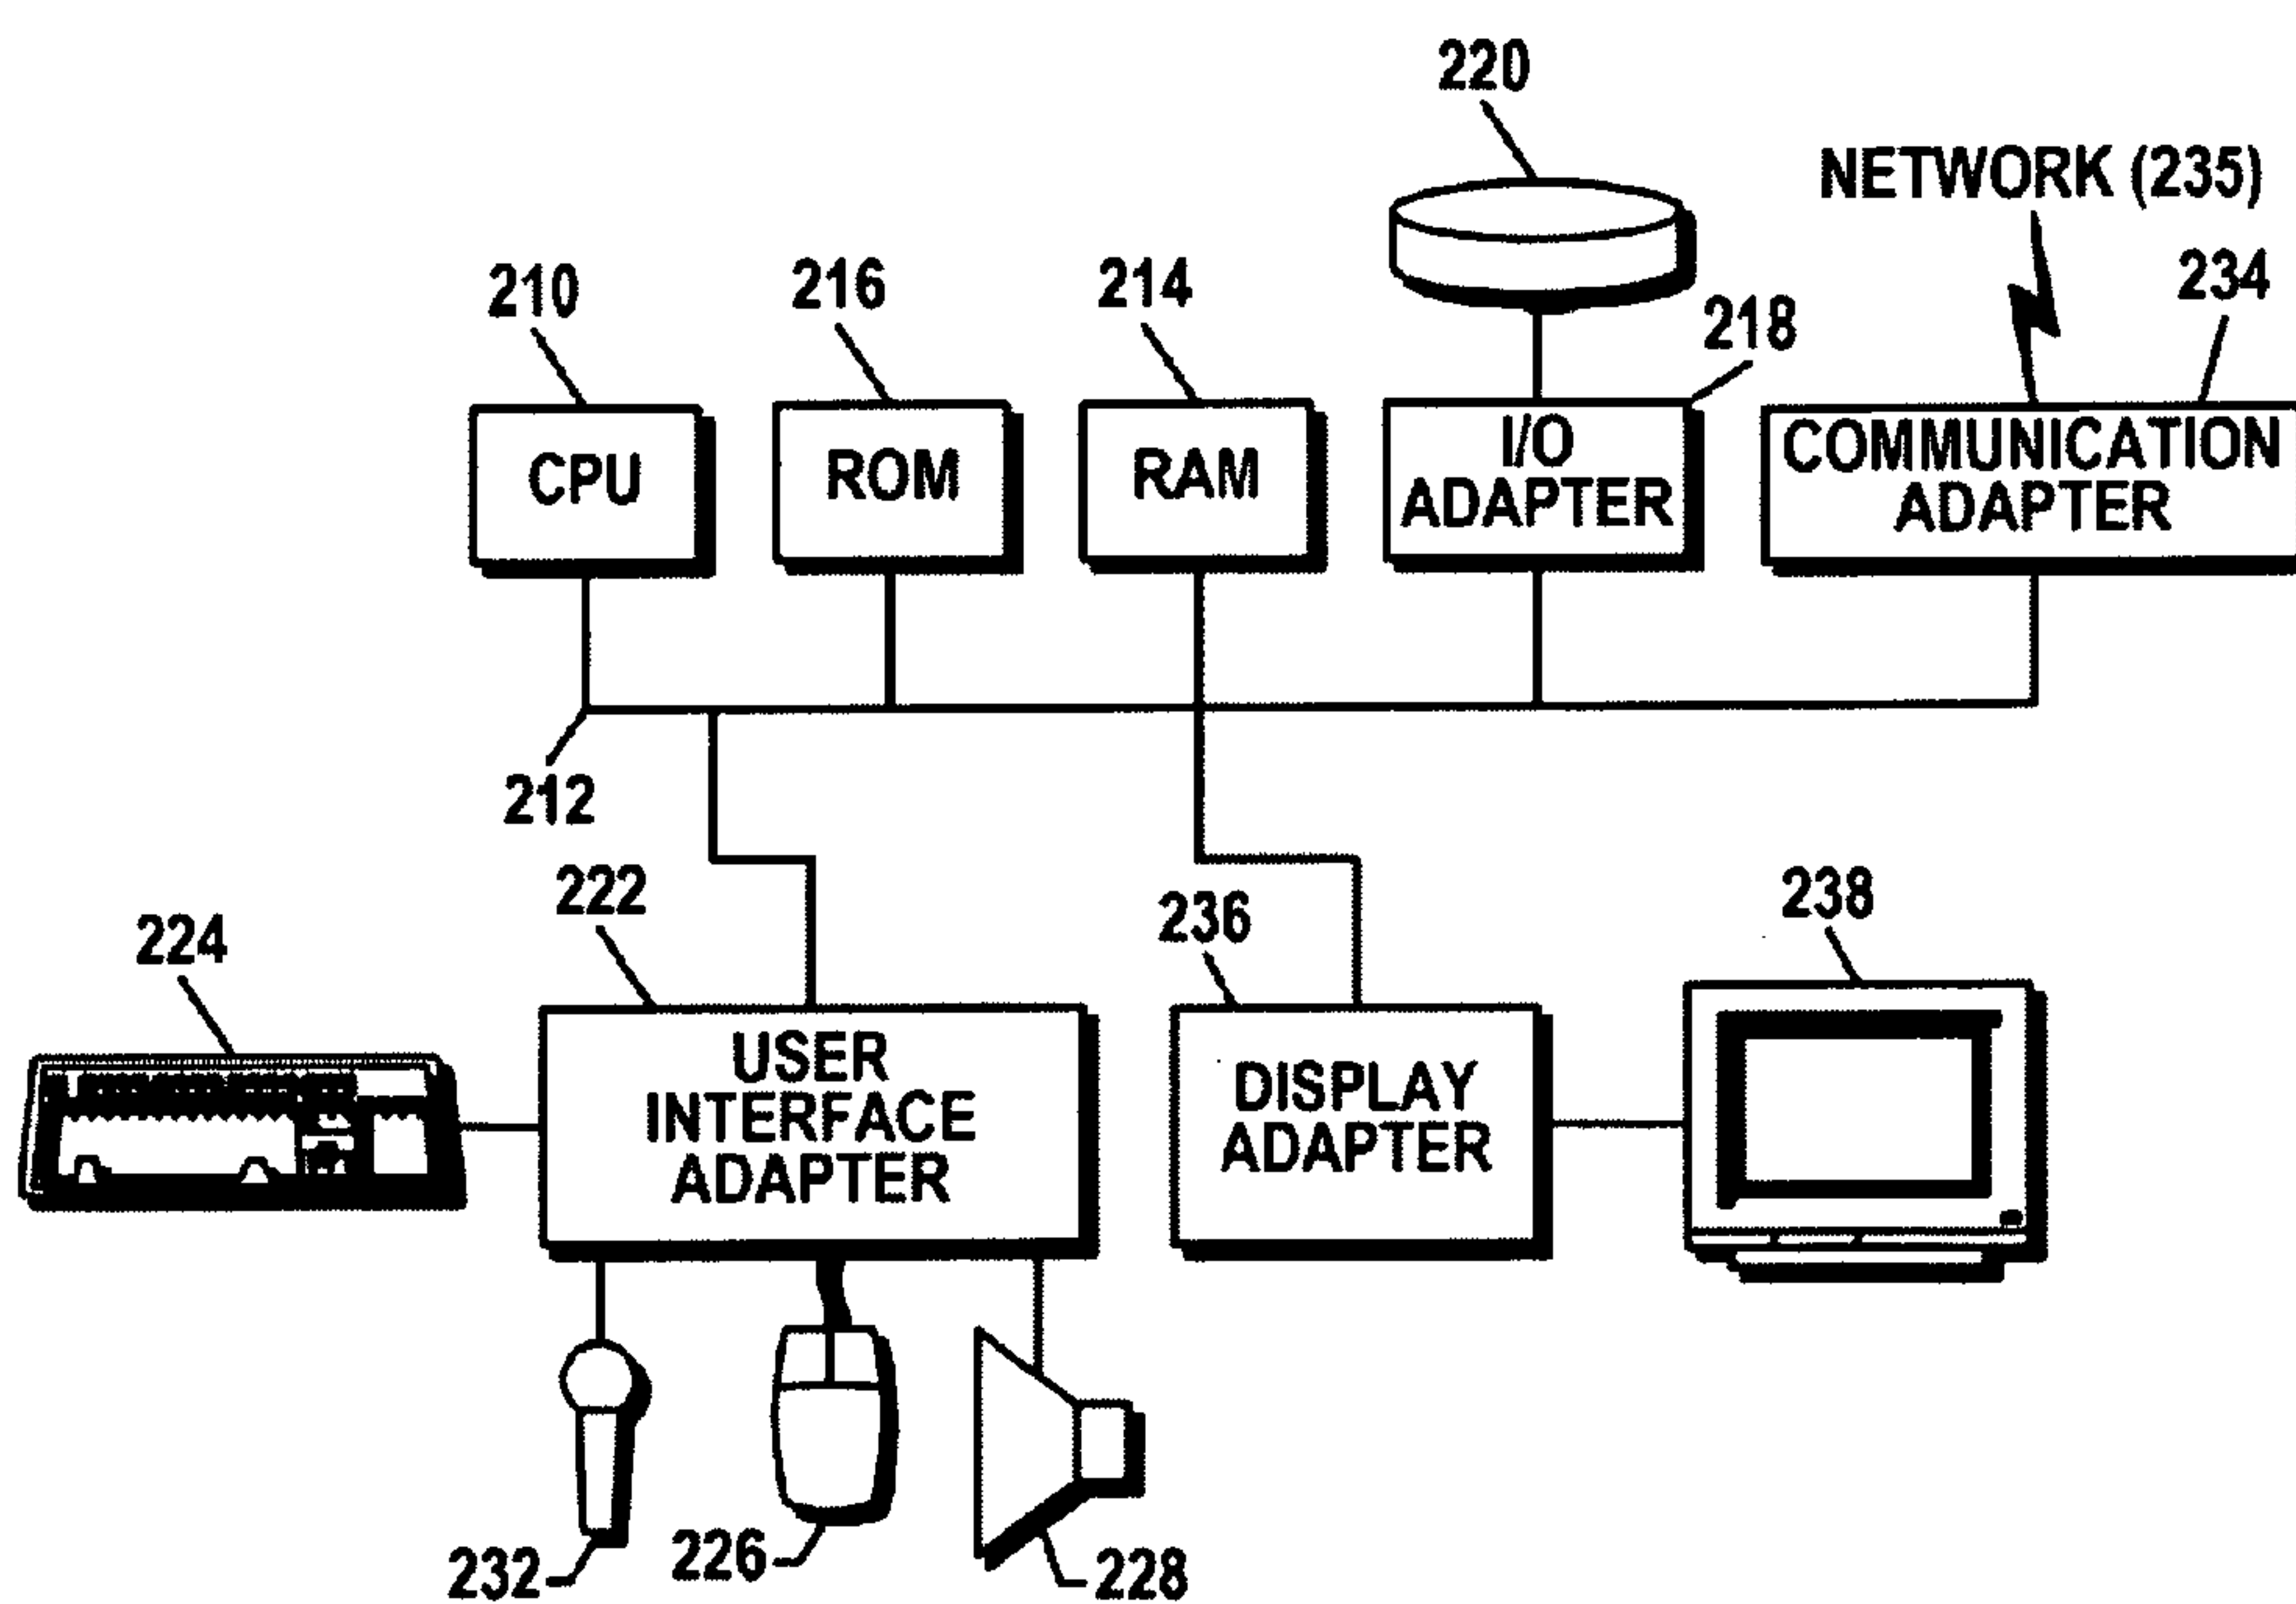 220
NETWORK (235)
234
210
216
214
218
CPU
ROM
RAM
I/O
ADAPTER
COMMUNICATION
ADAPTER
212
222
236
238
224
USER
INTERFACE
ADAPTER
DISPLAY
ADAPTER
232
226
228